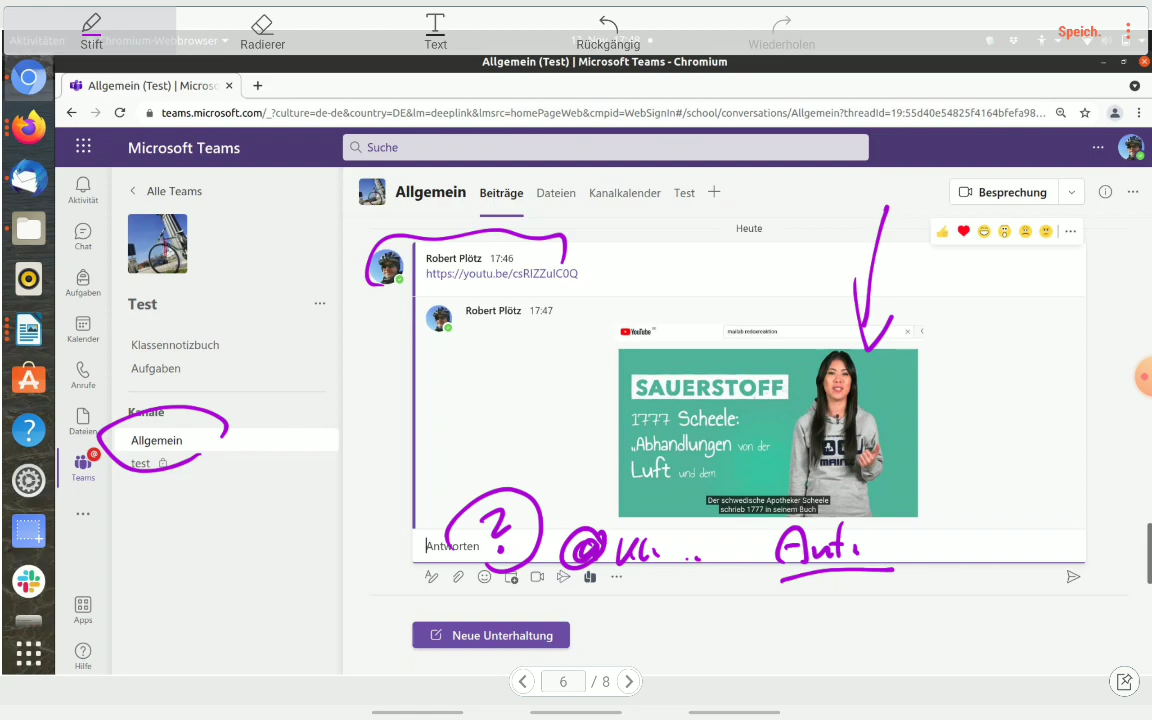 Stift
Radierer
Text
Rückgängig
Wiederholen
Speich.
Aktivitäten
Chromium-Webbrowser
Allgemein (Test) | Microsoft Teams - Chromium
Allgemein (Test) | Microso
teams.microsoft.com/_?culture=de-de&country=DE&lm=deeplink&lmsrc=homePageWeb&cmpid=WebSignIn#/school/conversations/Allgemein?threadId=19:55d40e54825f4164bfefa98...
Microsoft Teams
Suche
Aktivität
Chat
Aufgaben
Kalender
Anrufe
Dateien
Teams
Apps
Hilfe
Alle Teams
Test
Klassennotizbuch
Aufgaben
Kanäle
Allgemein
test
Allgemein Beiträge Dateien Kanalkalender Test
Besprechung
Heute
Robert Plötz 17:46
https://youtu.be/csRIZZulC0Q
Robert Plötz 17:47
YouTube
mailab redoxreaktion
SAUERSTOFF
1777 Scheele:
„Abhandlungen von der
Luft und dem
MAINZ
Der schwedische Apotheker Scheele
schrieb 1777 in seinem Buch
?
Antworten
Neue Unterhaltung
6 / 8